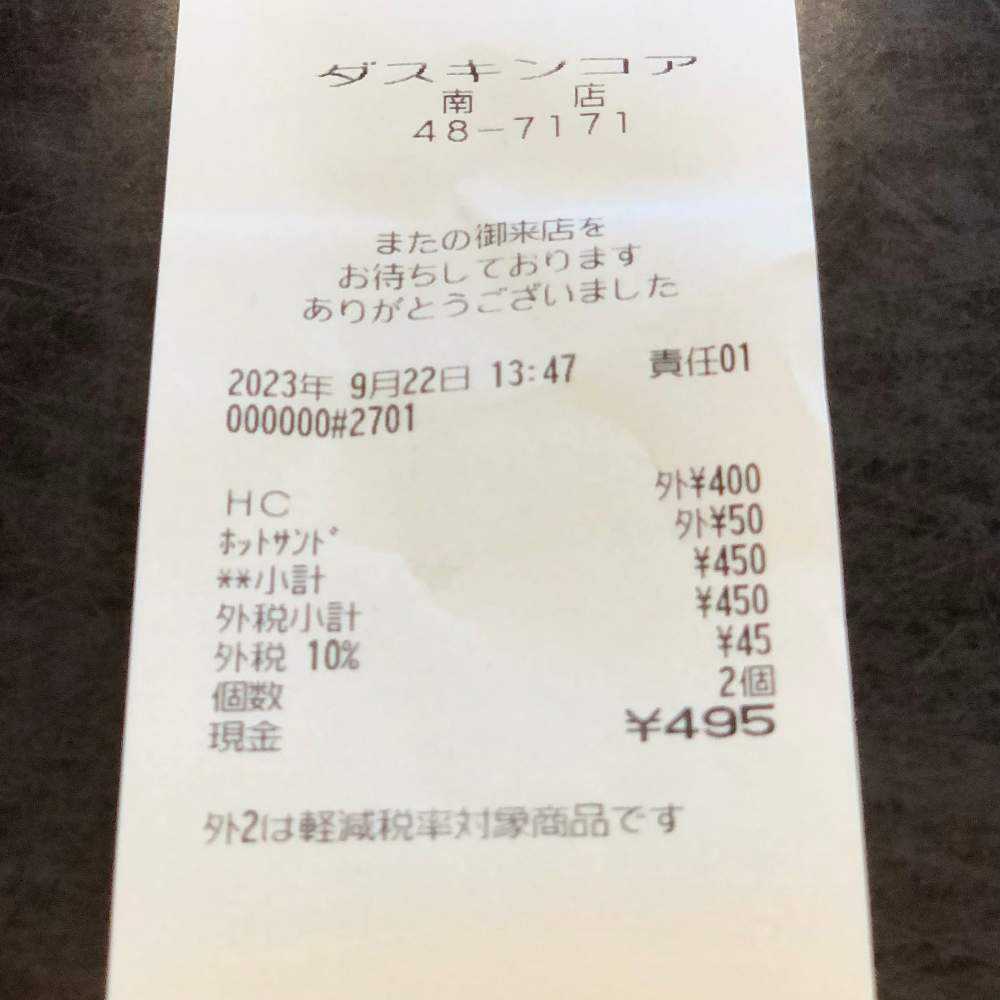 ダスキンコア
南 店
48-7171
またの御来店を
お待ちしております
ありがとうございました
2023年 9月22日 13:47 責任01
000000#2701
HC 外¥400
ﾎｯﾄｻﾝﾄﾞ 外¥50
**小計 ¥450
外税小計 ¥450
外税 10% ¥45
個数 2個
現金 ¥495
外2は軽減税率対象商品です